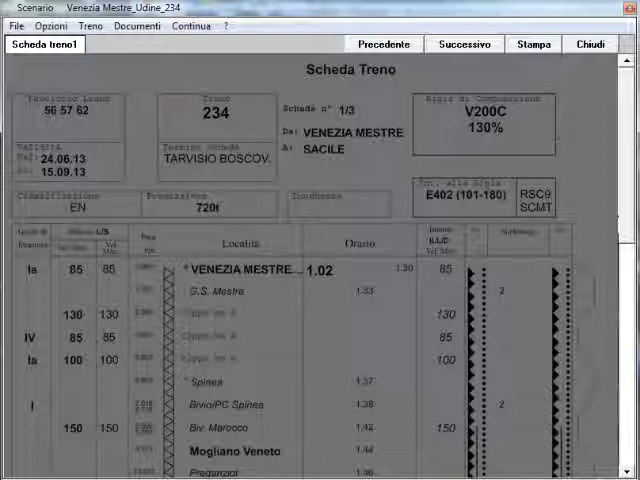 Scenario Venezia Mestre_Udine_234
File Opzioni Treno Documenti Continua ?
Scheda treno1 Precedente Successivo Stampa Chiudi
Scheda Treno
56 57 62
Treno
234
Scheda n° 1/3
Da: VENEZIA MESTRE
A: SACILE
V200C
130%
Validità
24.06.13
15.09.13
TARVISIO BOSCOV.
Classificazione
EN
720t
E402 (101-180)
RSC9
SCMT
L/S
Località
Orario
Ia 85 85 * VENEZIA MESTRE... 1.02 1.30 85
G.S. Mestre 1.33 2
130 130 130
IV 85 85 85
Ia 100 100 100
* Spinea 1.37
I Bivio/PC Spinea 1.38 2
150 150 Biv. Marocco 1.42 150
Mogliano Veneto 1.44
Preganziol 1.46